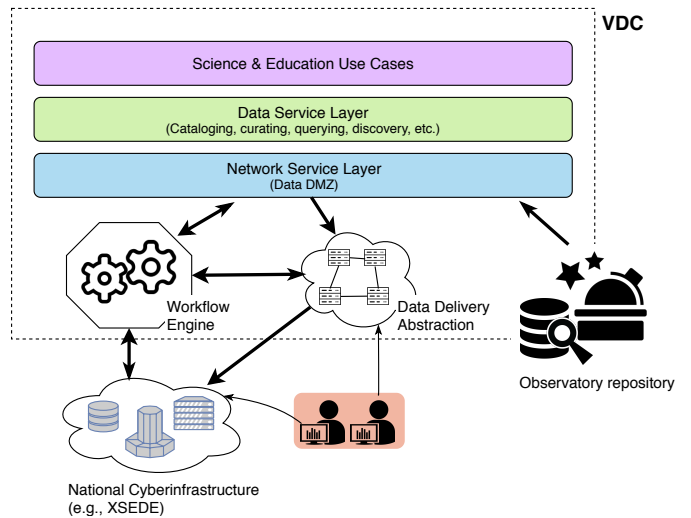 VDC
Science & Education Use Cases
Data Service Layer
(Cataloging, curating, querying, discovery, etc.)
Network Service Layer
(Data DMZ)
Workflow
Engine
Data Delivery
Abstraction
Observatory repository
National Cyberinfrastructure
(e.g., XSEDE)